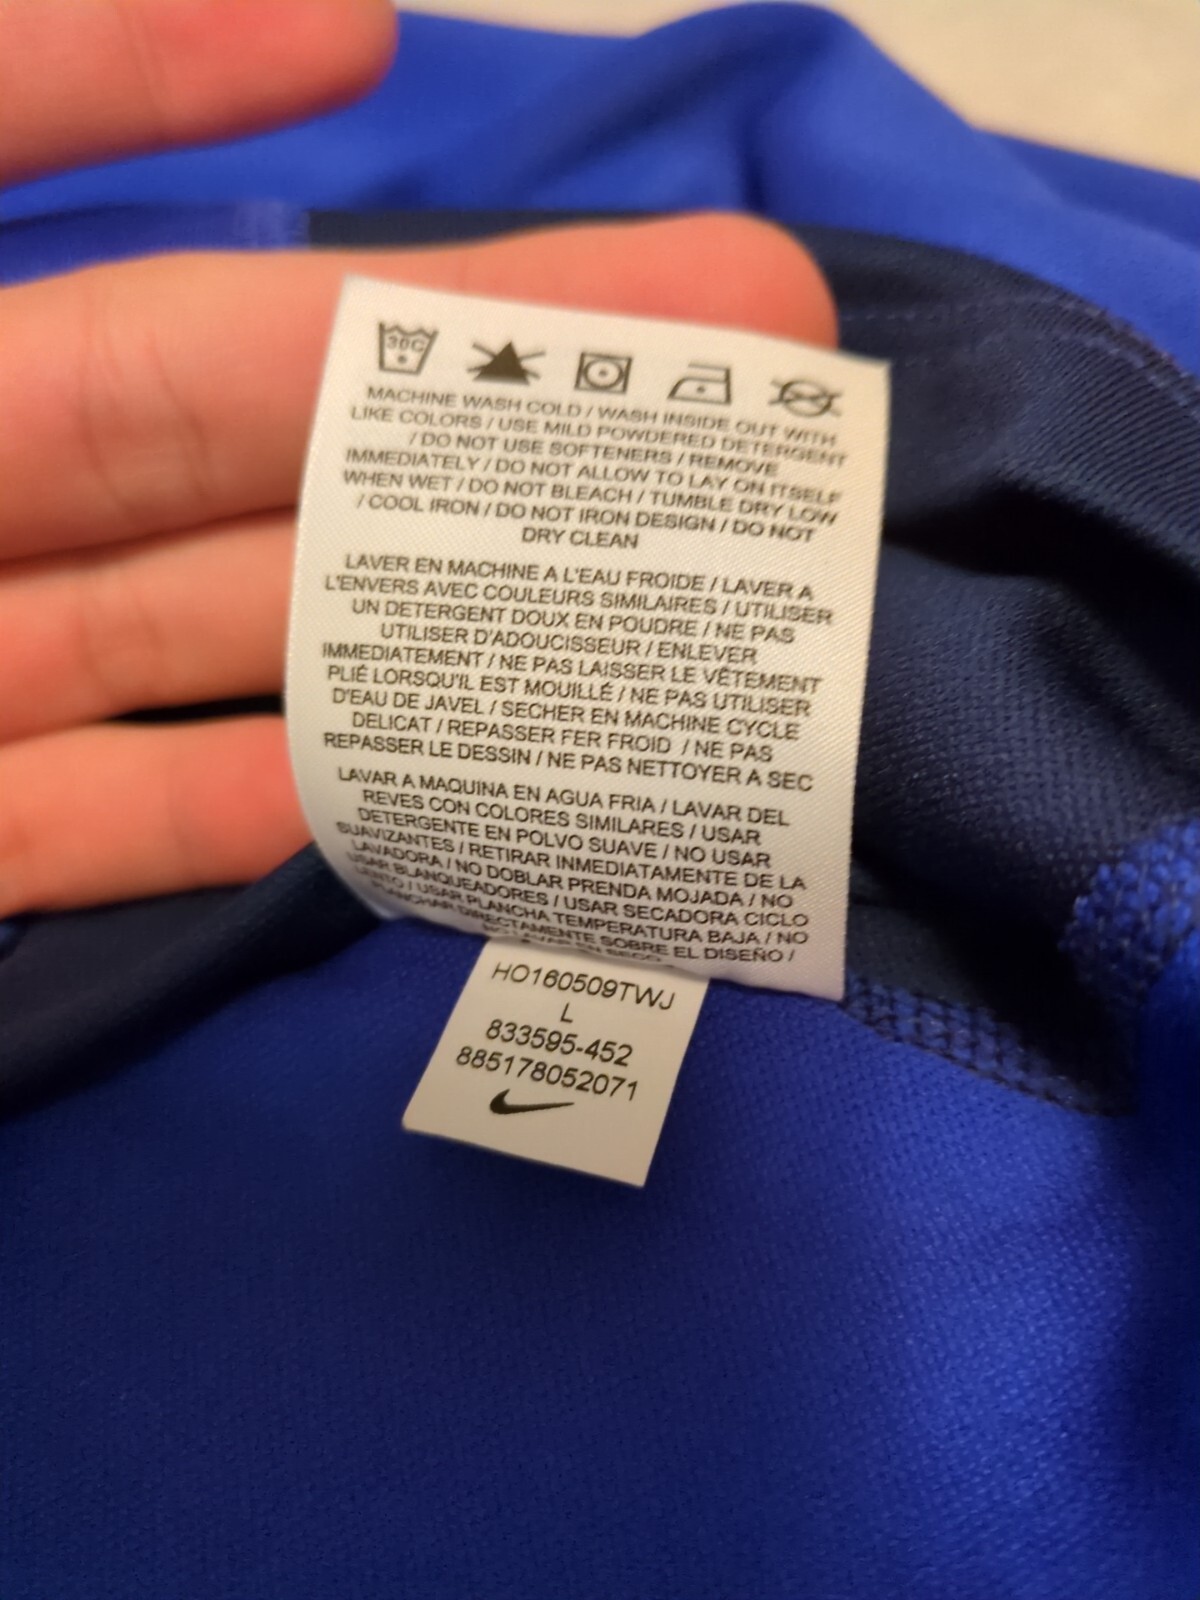 30C
MACHINE WASH COLD / WASH INSIDE OUT WITH
LIKE COLORS / USE MILD POWDERED DETERGENT
/ DO NOT USE SOFTENERS / REMOVE
IMMEDIATELY / DO NOT ALLOW TO LAY ON ITSELF
WHEN WET / DO NOT BLEACH / TUMBLE DRY LOW
/ COOL IRON / DO NOT IRON DESIGN / DO NOT
DRY CLEAN
LAVER EN MACHINE A L'EAU FROIDE / LAVER A
L'ENVERS AVEC COULEURS SIMILAIRES / UTILISER
UN DETERGENT DOUX EN POUDRE / NE PAS
UTILISER D'ADOUCISSEUR / ENLEVER
IMMEDIATEMENT / NE PAS LAISSER LE VÊTEMENT
PLIÉ LORSQU'IL EST MOUILLÉ / NE PAS UTILISER
D'EAU DE JAVEL / SECHER EN MACHINE CYCLE
DELICAT / REPASSER FER FROID / NE PAS
REPASSER LE DESSIN / NE PAS NETTOYER A SEC
LAVAR A MAQUINA EN AGUA FRIA / LAVAR DEL
REVES CON COLORES SIMILARES / USAR
DETERGENTE EN POLVO SUAVE / NO USAR
SUAVIZANTES / RETIRAR INMEDIATAMENTE DE LA
LAVADORA / NO DOBLAR PRENDA MOJADA / NO
USAR BLANQUEADORES / USAR SECADORA CICLO
LENTO / USAR PLANCHA TEMPERATURA BAJA / NO
PLANCHAR DIRECTAMENTE SOBRE EL DISEÑO /
NO LAVAR EN SECO
HO160509TWJ
L
833595-452
885178052071